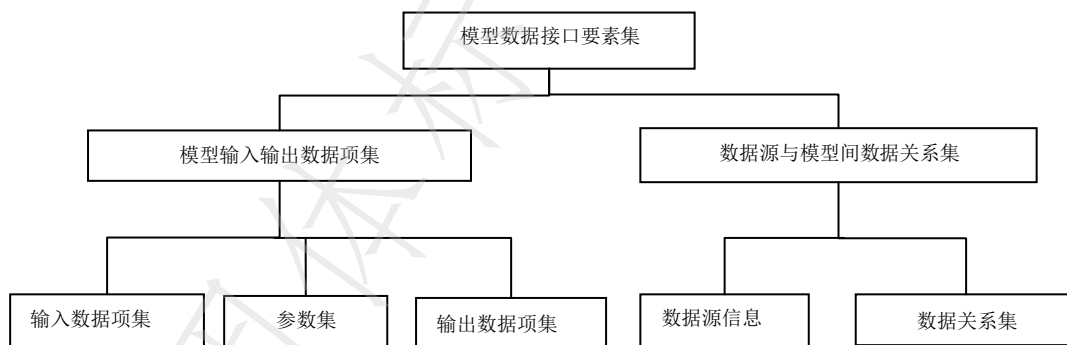 模型数据接口要素集
模型输入输出数据项集
数据源与模型间数据关系集
输入数据项集
参数集
输出数据项集
数据源信息
数据关系集